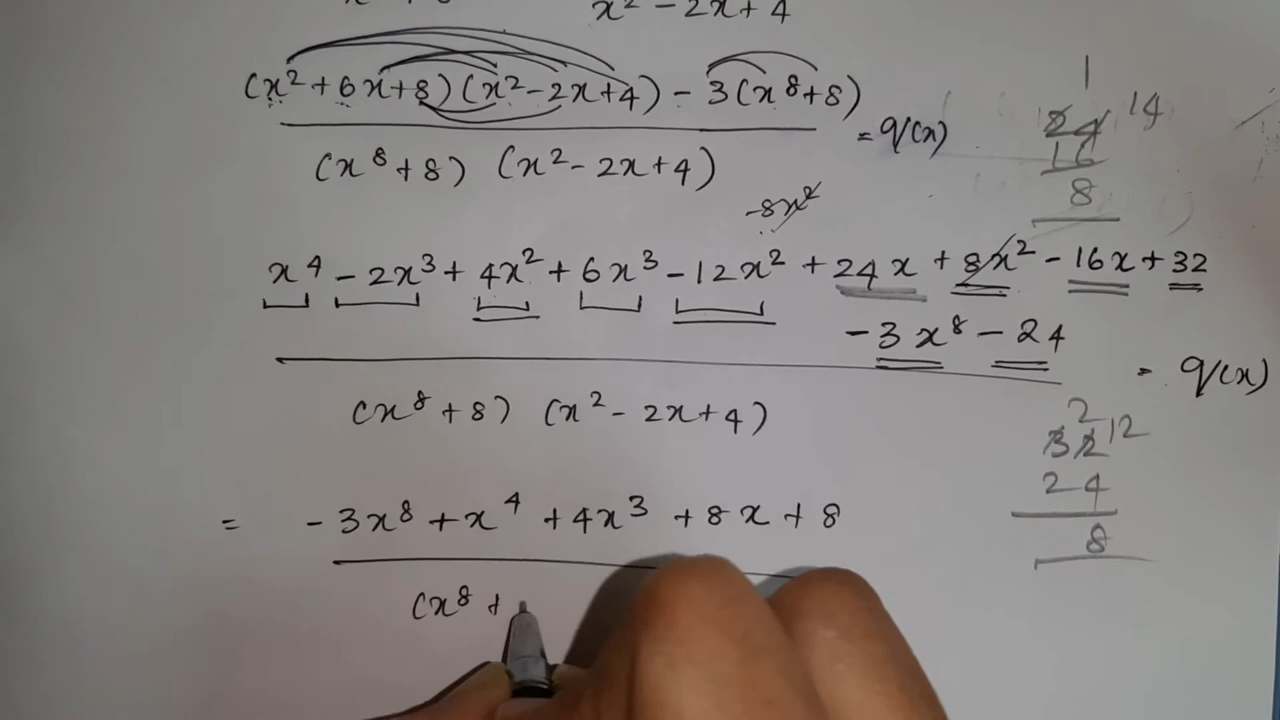 x² - 2x + 4
(x² + 6x + 8) (x² - 2x + 4) - 3(x⁸ + 8)
= q(x)
(x⁸ + 8) (x² - 2x + 4)
1
24 14
16
8
-8x²
x⁴ - 2x³ + 4x² + 6x³ - 12x² + 24x + 8x² - 16x + 32
-3x⁸ - 24
= q(x)
(x⁸ + 8) (x² - 2x + 4)
2
32 12
24
8
= -3x⁸ + x⁴ + 4x³ + 8x + 8
(x⁸ +